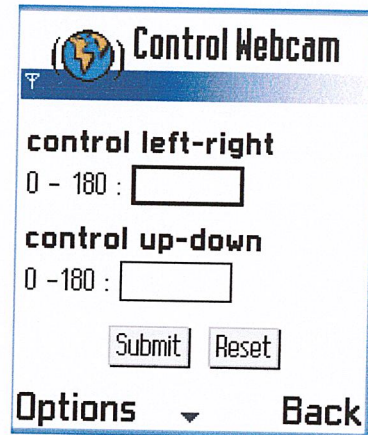 Control Webcam
control left-right
0 - 180 :
control up-down
0 -180 :
Submit Reset
Options Back